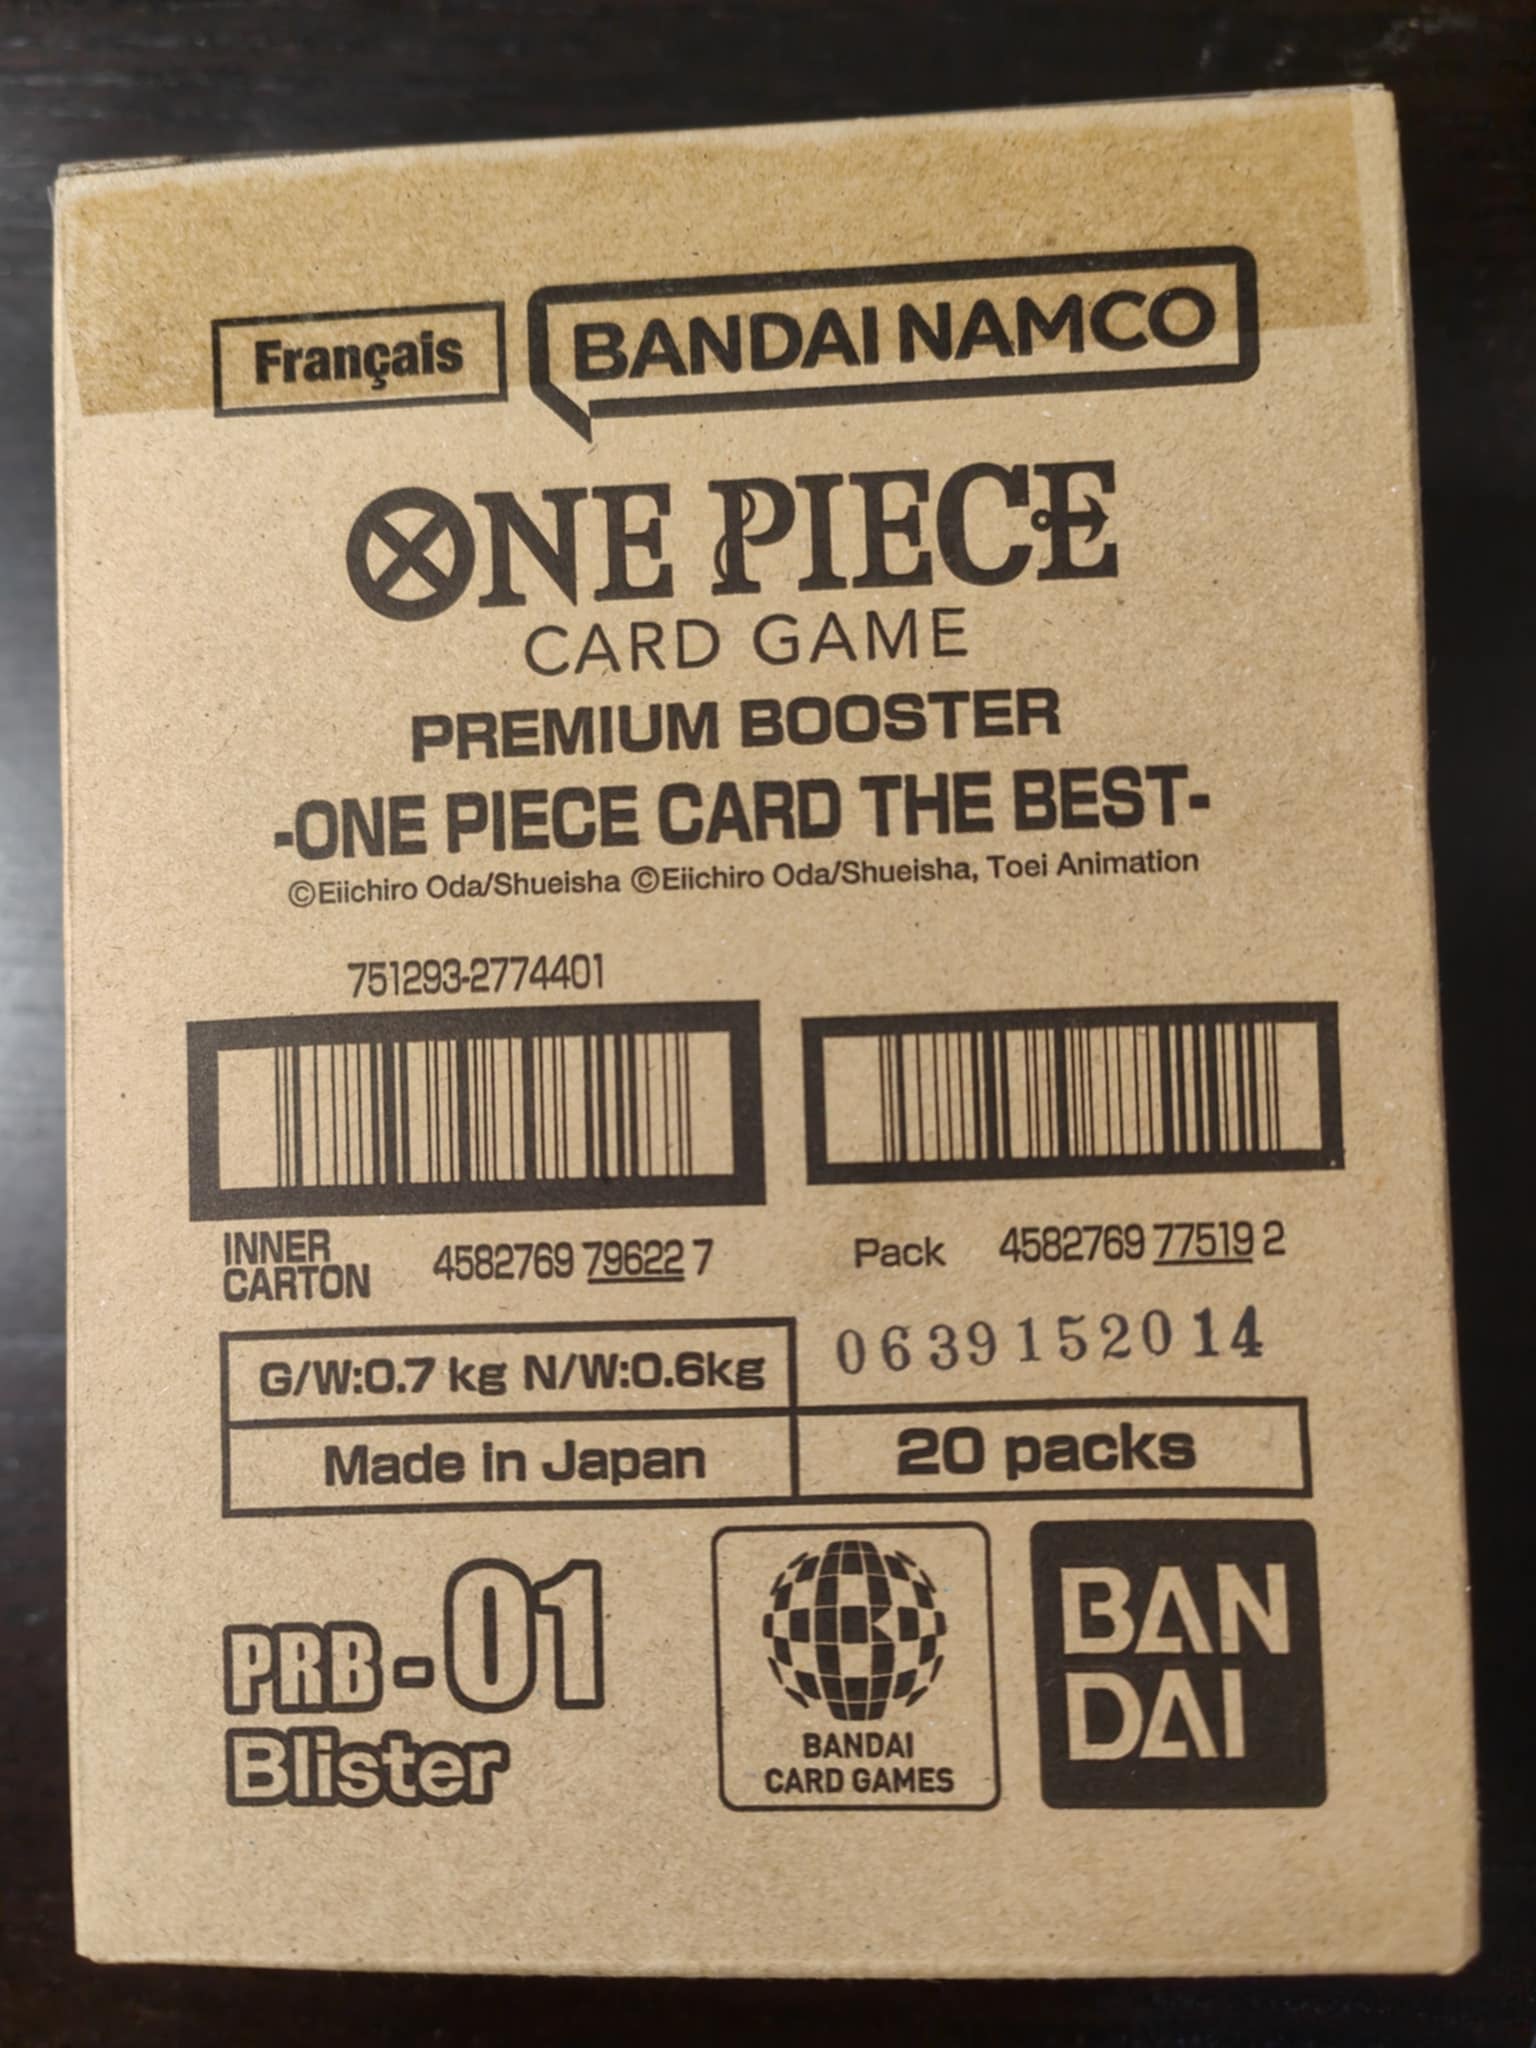 Français BANDAI NAMCO
ONE PIECE
CARD GAME
PREMIUM BOOSTER
-ONE PIECE CARD THE BEST-
©Eiichiro Oda/Shueisha ©Eiichiro Oda/Shueisha, Toei Animation
751293-2774401
INNER
CARTON
4582769 79622 7
Pack 4582769 77519 2
0639152014
G/W:0.7 kg N/W:0.6kg
Made in Japan
20 packs
PRB-01
Blister
BANDAI
CARD GAMES
BAN
DAI